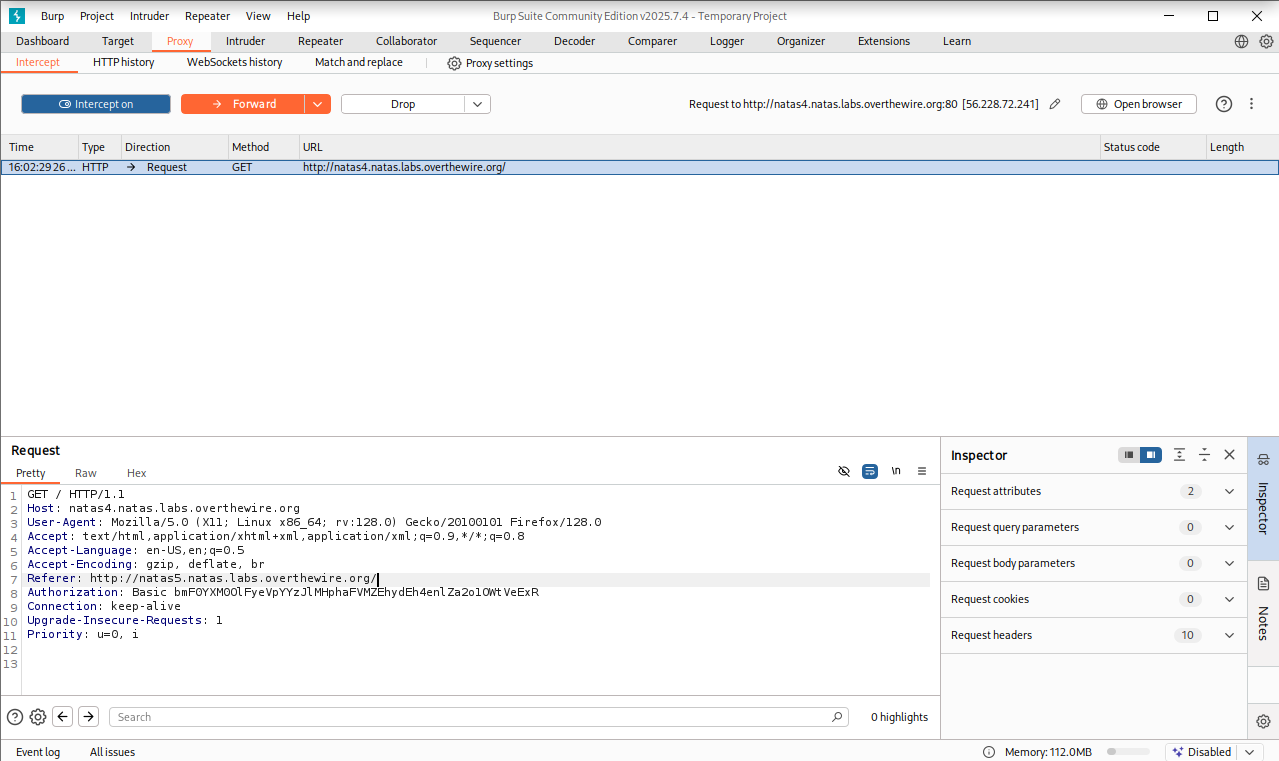 Burp Project Intruder Repeater View Help Burp Suite Community Edition v2025.7.4 - Temporary Project
Dashboard Target Proxy Intruder Repeater Collaborator Sequencer Decoder Comparer Logger Organizer Extensions Learn
Intercept HTTP history WebSockets history Match and replace Proxy settings
Intercept on Forward Drop Request to http://natas4.natas.labs.overthewire.org:80 [56.228.72.241] Open browser
Time Type Direction Method URL Status code Length
16:02:29 26... HTTP → Request GET http://natas4.natas.labs.overthewire.org/
Request
Pretty Raw Hex \n
1 GET / HTTP/1.1
2 Host: natas4.natas.labs.overthewire.org
3 User-Agent: Mozilla/5.0 (X11; Linux x86_64; rv:128.0) Gecko/20100101 Firefox/128.0
4 Accept: text/html,application/xhtml+xml,application/xml;q=0.9,*/*;q=0.8
5 Accept-Language: en-US,en;q=0.5
6 Accept-Encoding: gzip, deflate, br
7 Referer: http://natas5.natas.labs.overthewire.org/
8 Authorization: Basic
9 Connection: keep-alive
10 Upgrade-Insecure-Requests: 1
11 Priority: u=0, i
12
13
Search 0 highlights
Inspector
Request attributes 2
Request query parameters 0
Request body parameters 0
Request cookies 0
Request headers 10
Inspector
Notes
Event log All issues Memory: 112.0MB Disabled